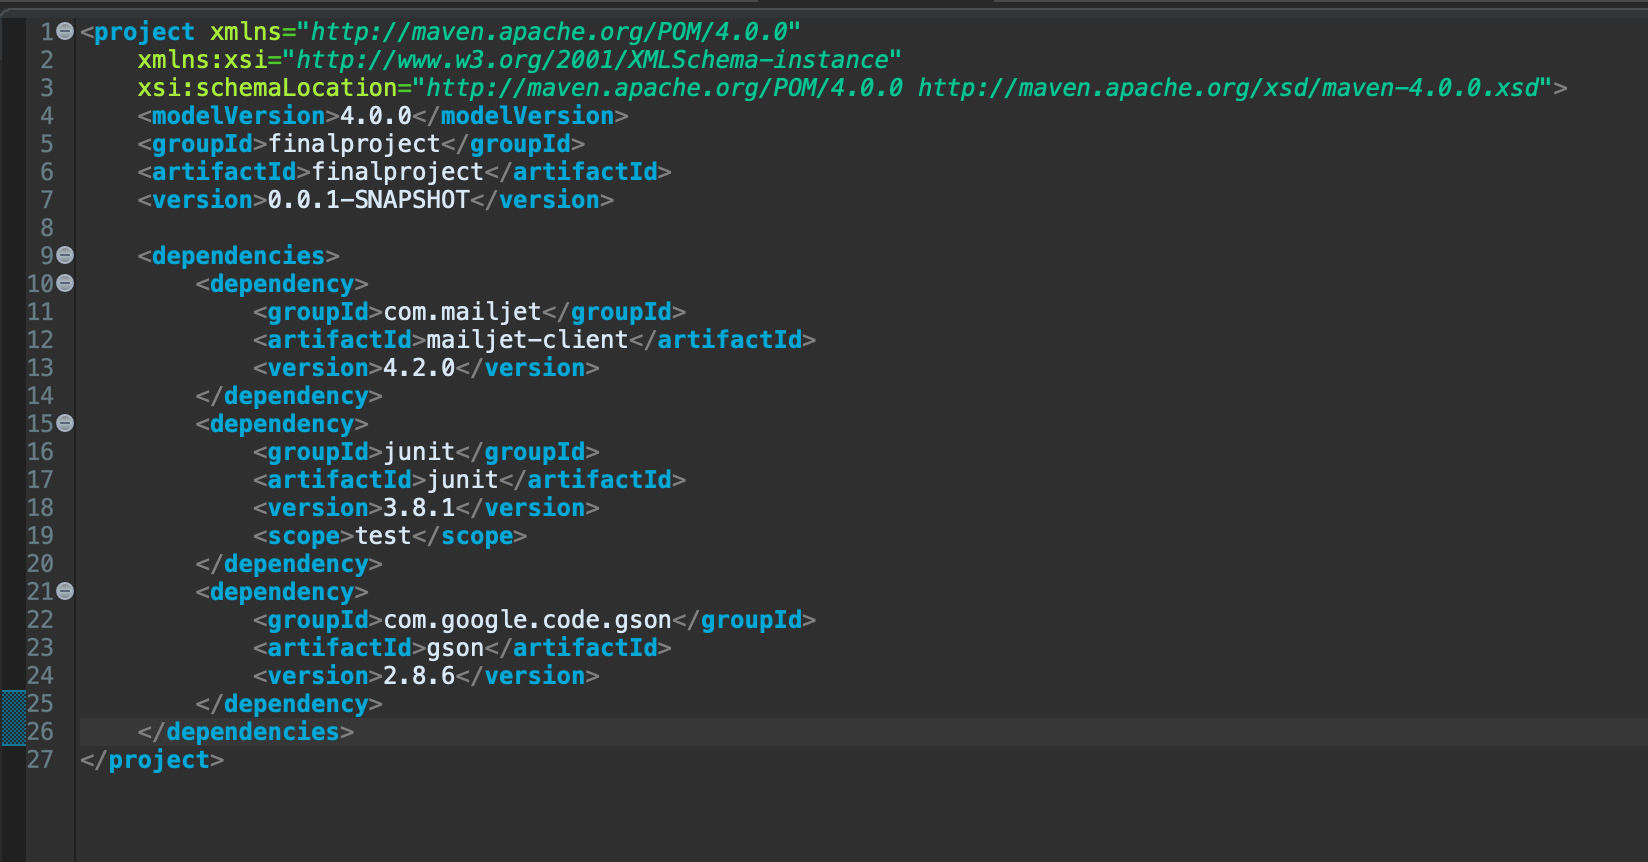 1 <project xmlns="http://maven.apache.org/POM/4.0.0"
2     xmlns:xsi="http://www.w3.org/2001/XMLSchema-instance"
3     xsi:schemaLocation="http://maven.apache.org/POM/4.0.0 http://maven.apache.org/xsd/maven-4.0.0.xsd">
4     <modelVersion>4.0.0</modelVersion>
5     <groupId>finalproject</groupId>
6     <artifactId>finalproject</artifactId>
7     <version>0.0.1-SNAPSHOT</version>
8
9     <dependencies>
10         <dependency>
11             <groupId>com.mailjet</groupId>
12             <artifactId>mailjet-client</artifactId>
13             <version>4.2.0</version>
14         </dependency>
15         <dependency>
16             <groupId>junit</groupId>
17             <artifactId>junit</artifactId>
18             <version>3.8.1</version>
19             <scope>test</scope>
20         </dependency>
21         <dependency>
22             <groupId>com.google.code.gson</groupId>
23             <artifactId>gson</artifactId>
24             <version>2.8.6</version>
25         </dependency>
26     </dependencies>
27 </project>